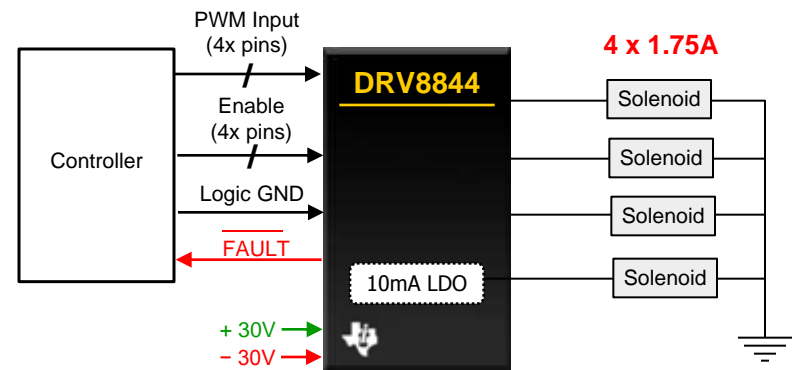 PWM Input
(4x pins)
4 x 1.75A
DRV8844
Solenoid
Enable
(4x pins)
Controller
Solenoid
Logic GND
Solenoid
FAULT
10mA LDO
Solenoid
+ 30V
− 30V